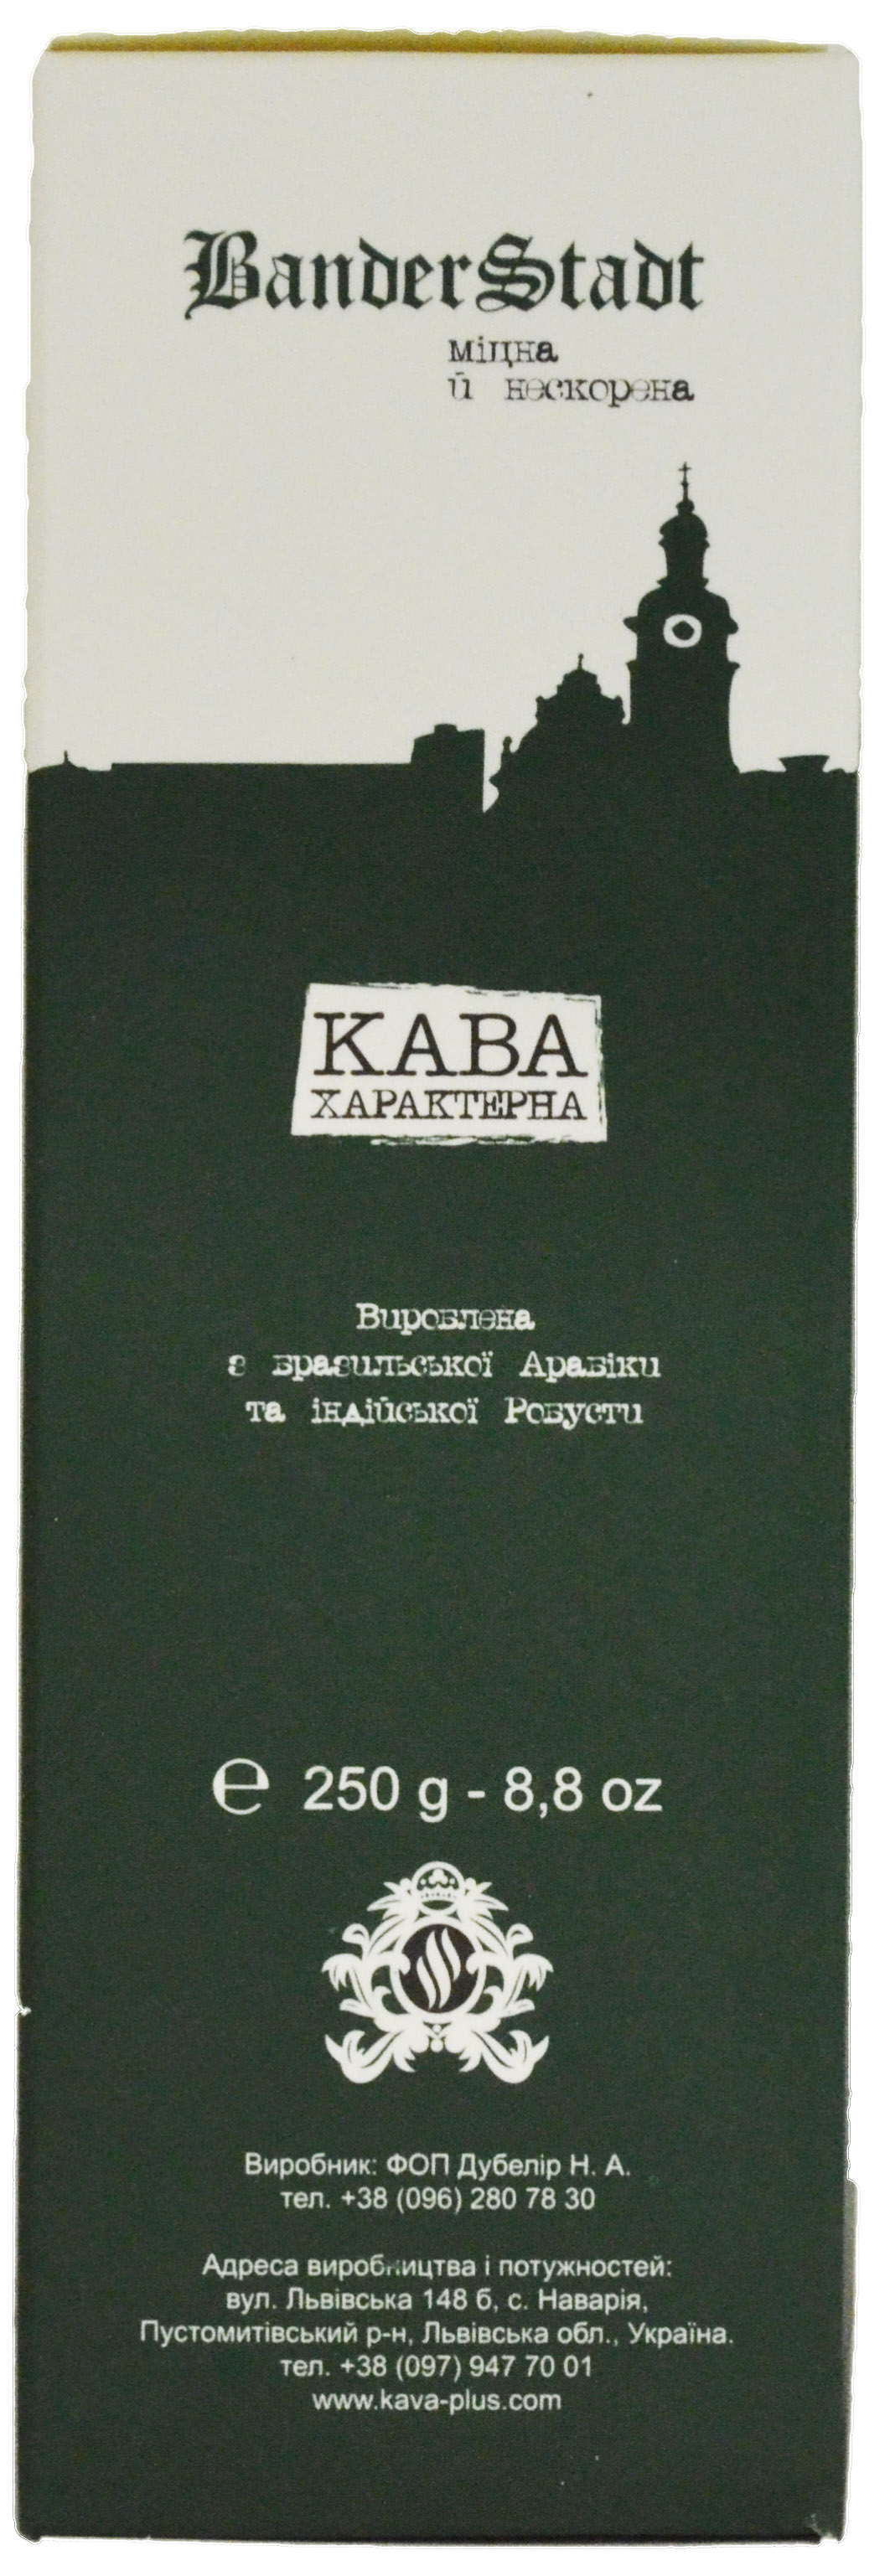 BanderStadt
міцна
й нескорена
КАВА
ХАРАКТЕРНА
Вироблена
з бразильської Арабіки
та індійської Робусти
℮ 250 g - 8,8 oz
Виробник: ФОП Дубелір Н. А.
тел. +38 (096) 280 78 30
Адреса виробництва і потужностей:
вул. Львівська 148 б, с. Наварія,
Пустомитівський р-н, Львівська обл., Україна.
тел. +38 (097) 947 70 01
www.kava-plus.com